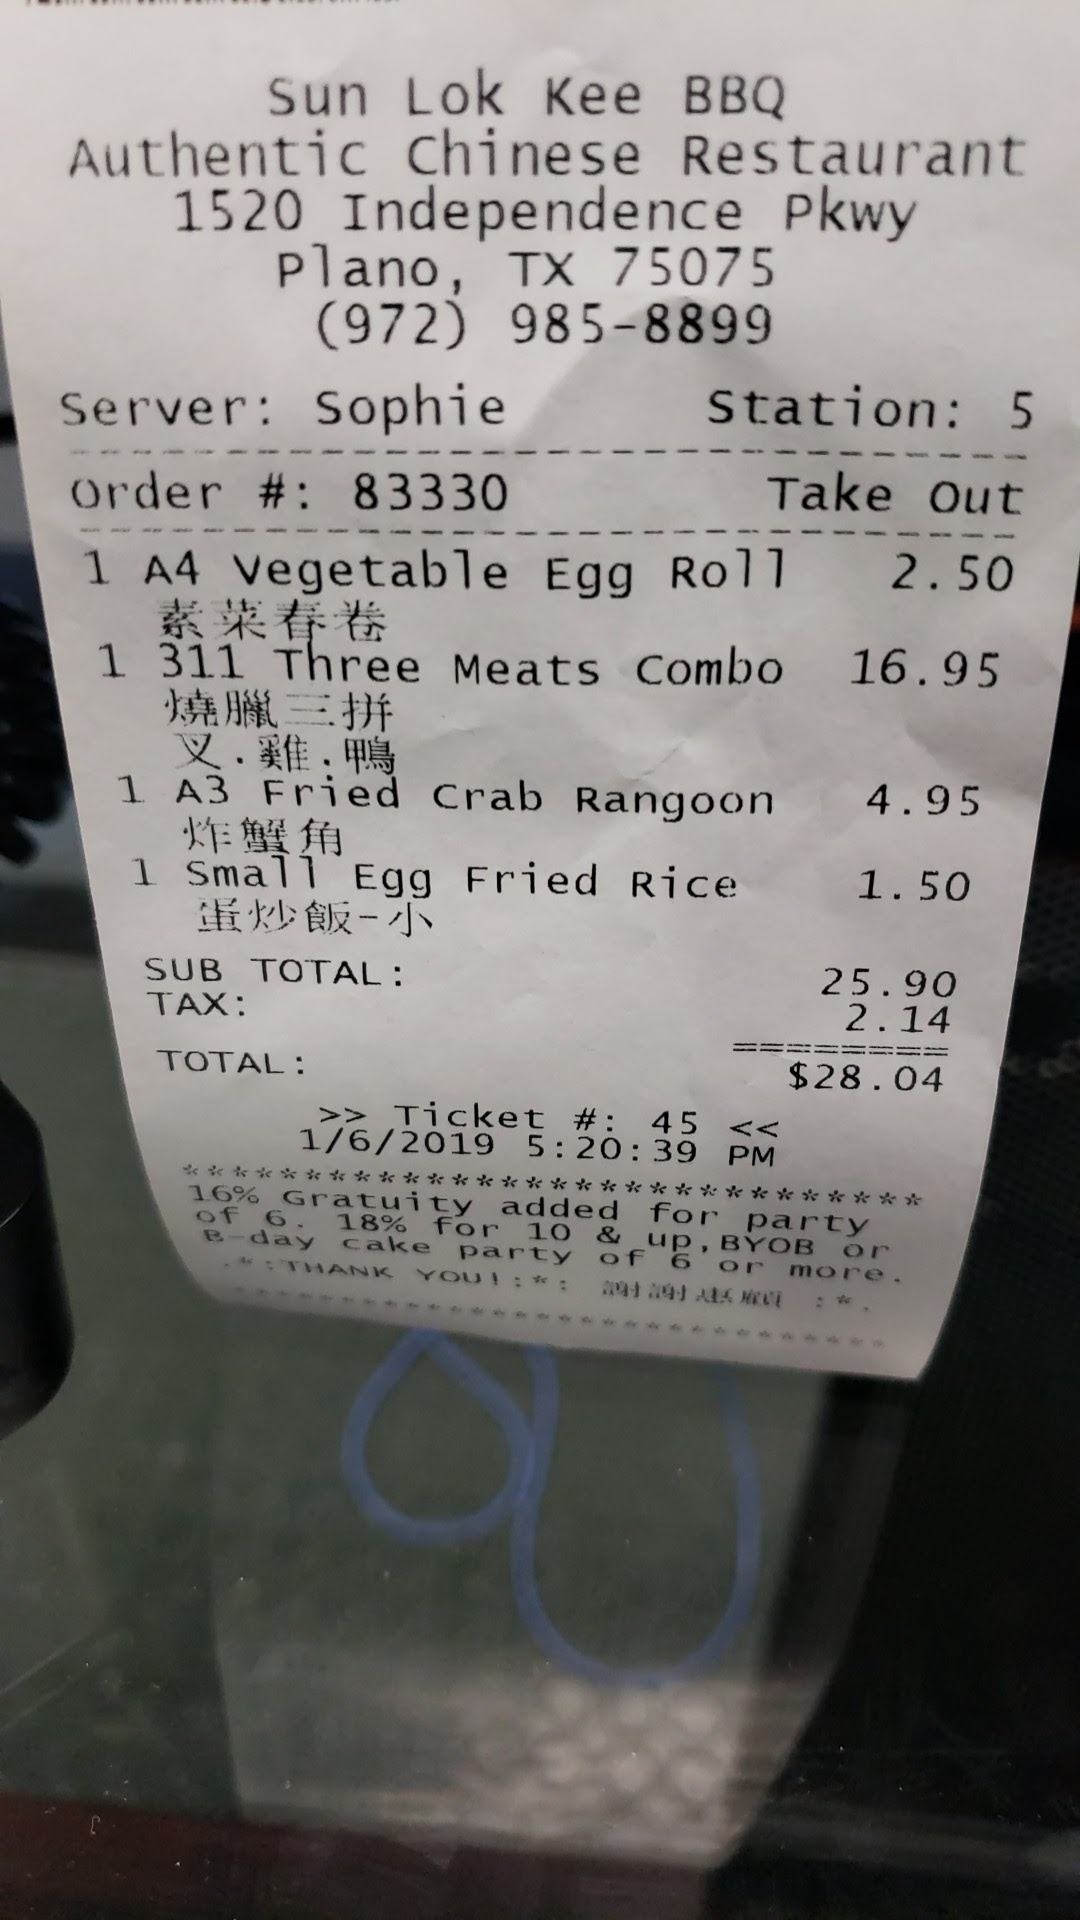 Sun Lok Kee BBQ
Authentic Chinese Restaurant
1520 Independence Pkwy
Plano, TX 75075
(972) 985-8899
Server: Sophie Station: 5
Order #: 83330 Take Out
1 A4 Vegetable Egg Roll 2.50
素菜春卷
1 311 Three Meats Combo 16.95
燒臘三拼
叉.雞.鴨
1 A3 Fried Crab Rangoon 4.95
炸蟹角
1 Small Egg Fried Rice 1.50
蛋炒飯-小
SUB TOTAL: 25.90
TAX: 2.14
========
TOTAL: $28.04
>> Ticket #: 45 <<
1/6/2019 5:20:39 PM
*******************************
16% Gratuity added for party
of 6. 18% for 10 & up,BYOB or
B-day cake party of 6 or more.
.*:THANK YOU!:*: 謝謝惠顧 :*.